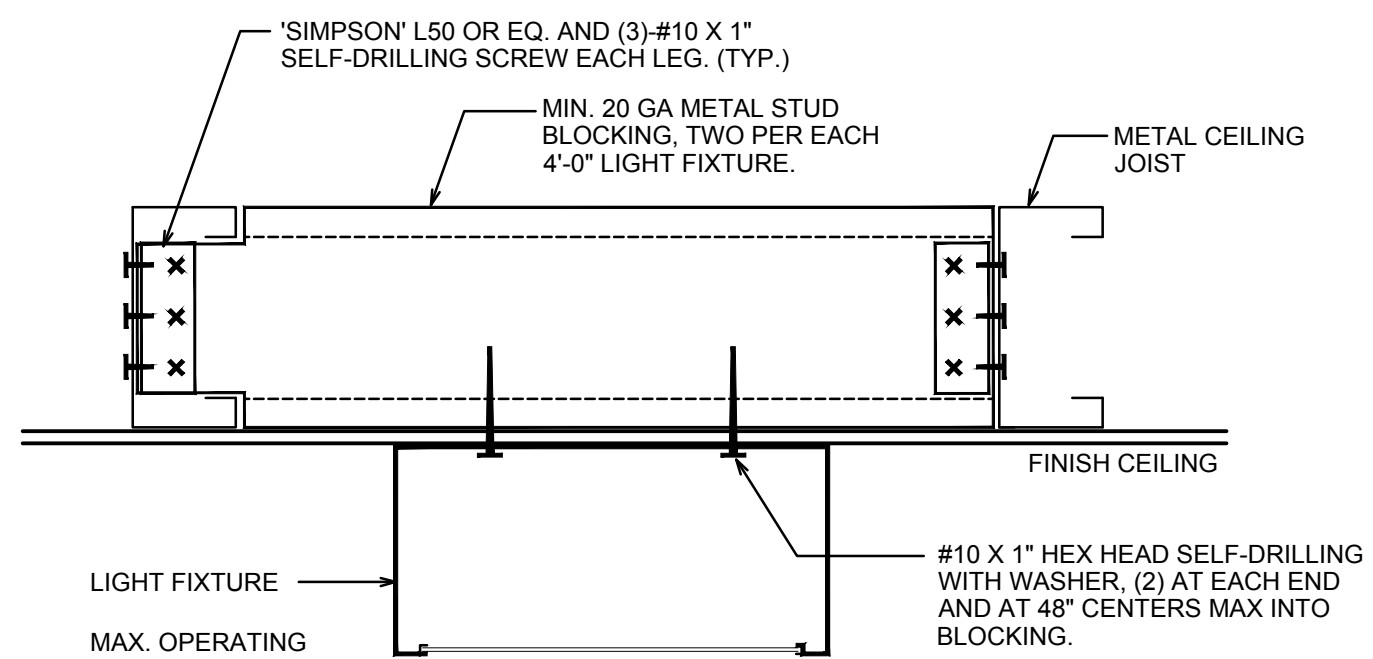 'SIMPSON' L50 OR EQ. AND (3)-#10 X 1"
SELF-DRILLING SCREW EACH LEG. (TYP.)
MIN. 20 GA METAL STUD
BLOCKING, TWO PER EACH
4'-0" LIGHT FIXTURE.
METAL CEILING
JOIST
FINISH CEILING
#10 X 1" HEX HEAD SELF-DRILLING
WITH WASHER, (2) AT EACH END
AND AT 48" CENTERS MAX INTO
BLOCKING.
LIGHT FIXTURE
MAX. OPERATING